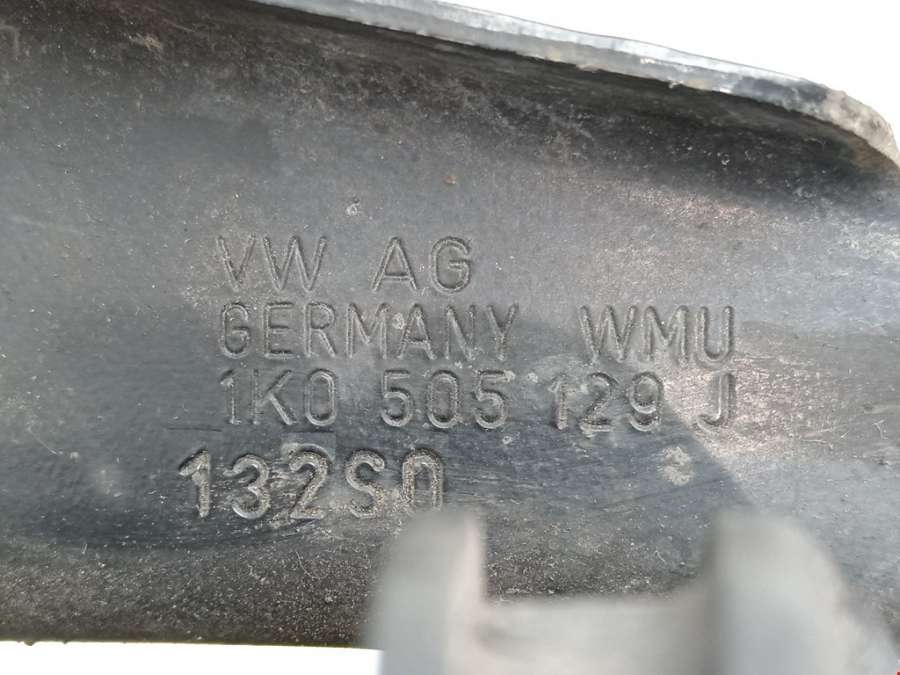 VW AG
GERMANY WMU
1K0 505 129 J
132S0